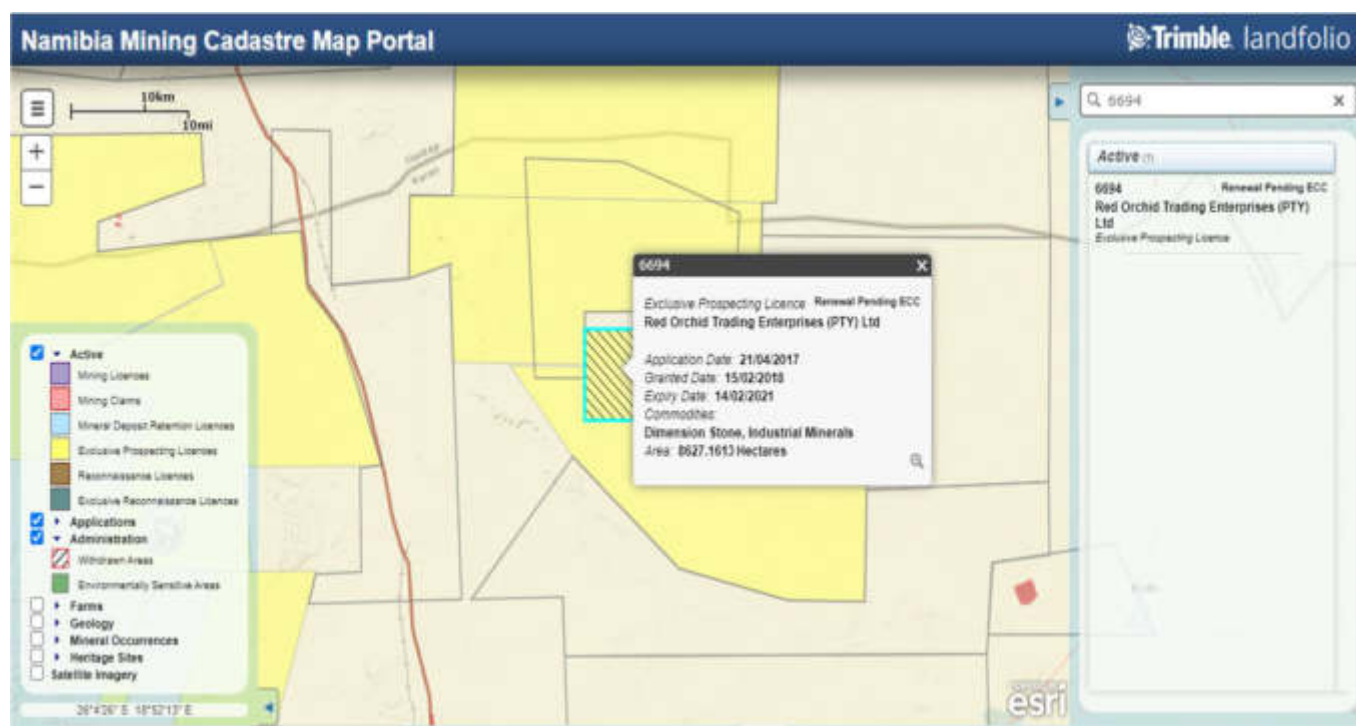 Namibia Mining Cadastre Map Portal
Trimble. landfolio
10km
10mi
+
−
6694 X
Active (1)
6694 Renewal Pending ECC
Red Orchid Trading Enterprises (PTY)
Ltd
Exclusive Prospecting Licence
6694 X
Exclusive Prospecting Licence Renewal Pending ECC
Red Orchid Trading Enterprises (PTY) Ltd
Application Date: 21/04/2017
Granted Date: 15/02/2018
Expiry Date: 14/02/2021
Commodities:
Dimension Stone, Industrial Minerals
Area: 8627.1613 Hectares
Active
Mining Licences
Mining Claims
Mineral Deposit Retention Licences
Exclusive Prospecting Licences
Reconnaissance Licences
Exclusive Reconnaissance Licences
Applications
Administration
Withdrawn Areas
Environmentally Sensitive Areas
Farms
Geology
Mineral Occurrences
Heritage Sites
Satellite Imagery
esri